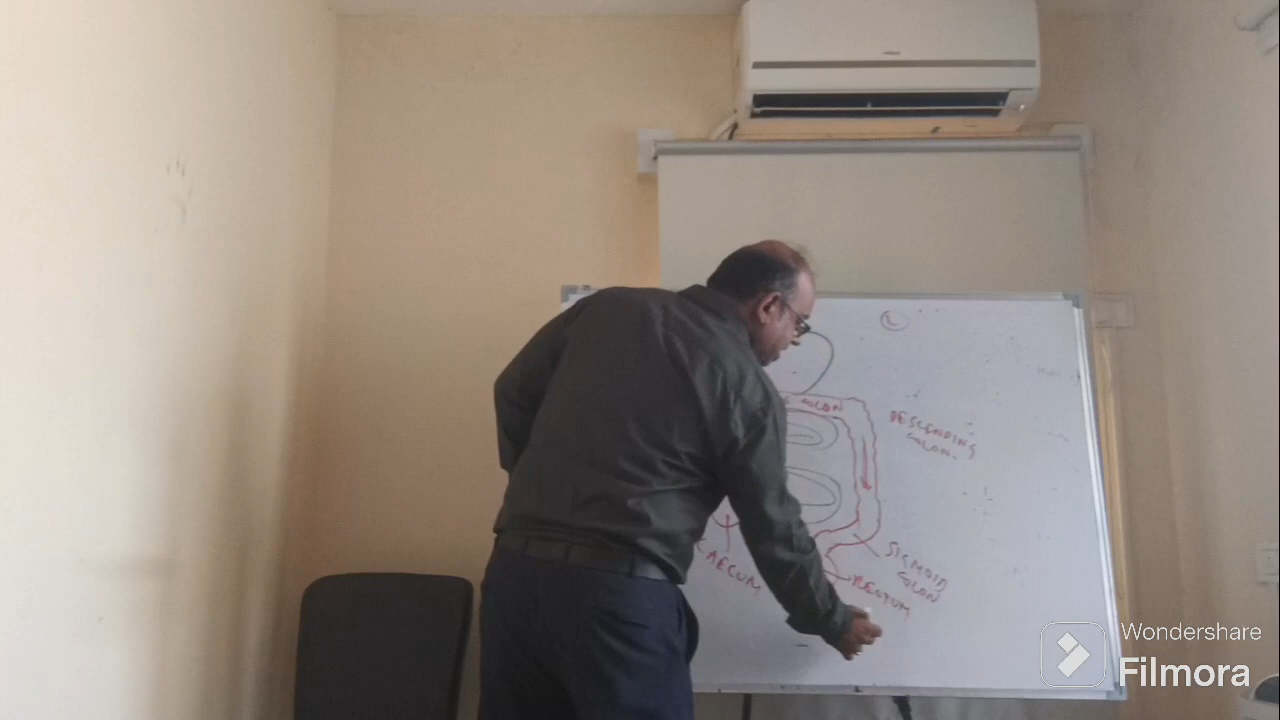 L
COLON
DESCENDING
COLON.
SIGMOID
COLON
RECTUM
CAECUM
Wondershare
Filmora